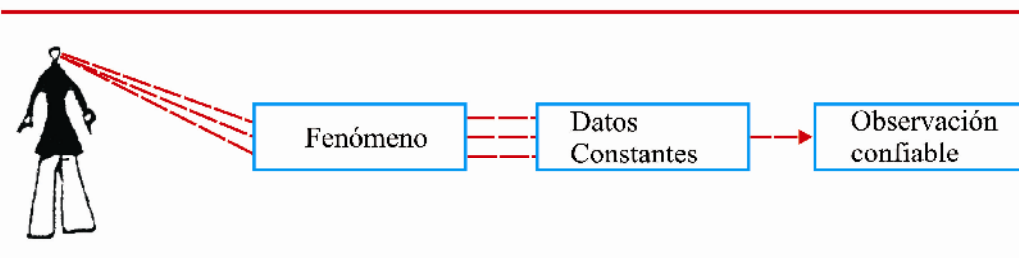 Fenómeno
Datos
Constantes
Observación
confiable